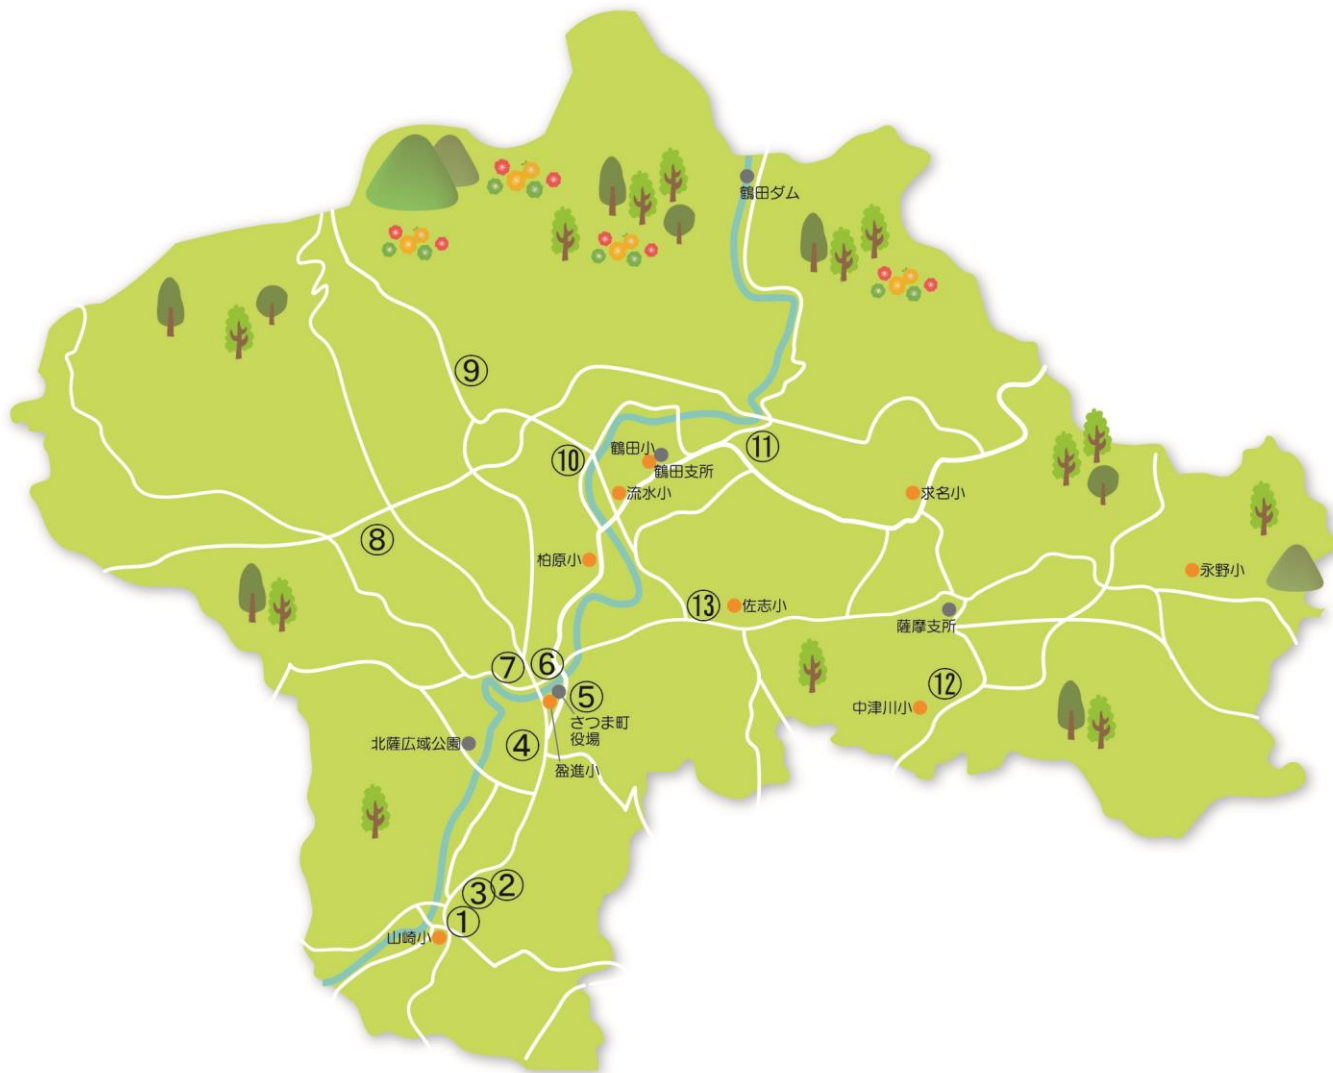 鶴田ダム
⑨
⑩
鶴田小
鶴田支所
⑪
流水小
求名小
⑧
柏原小
永野小
⑬
佐志小
薩摩支所
⑦
⑥
⑤
さつま町
役場
⑫
中津川小
北薩広域公園
④
盈進小
③
②
①
山崎小